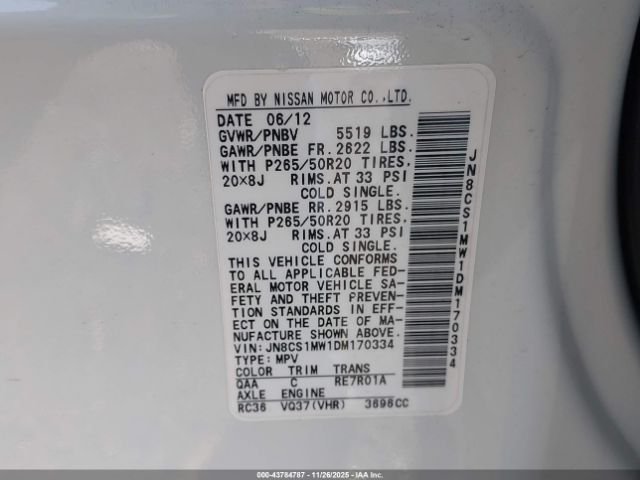 MFD BY NISSAN MOTOR CO.,LTD.
DATE 06/12
GVWR/PNBV 5519 LBS.
GAWR/PNBE FR. 2622 LBS.
WITH P265/50R20 TIRES.
20×8J RIMS. AT 33 PSI
COLD SINGLE.
GAWR/PNBE RR. 2915 LBS.
WITH P265/50R20 TIRES.
20×8J RIMS. AT 33 PSI
COLD SINGLE.
THIS VEHICLE CONFORMS
TO ALL APPLICABLE FED-
ERAL MOTOR VEHICLE SA-
FETY AND THEFT PREVEN-
TION STANDARDS IN EFF-
ECT ON THE DATE OF MA-
NUFACTURE SHOWN ABOVE.
VIN: JN8CS1MW1DM170334
TYPE: MPV
COLOR TRIM TRANS
QAA C RE7R01A
AXLE ENGINE
RC36 VQ37(VHR) 3696CC
JN8CS1MW1DM170334
000-43784787 - 11/26/2025 - IAA Inc.